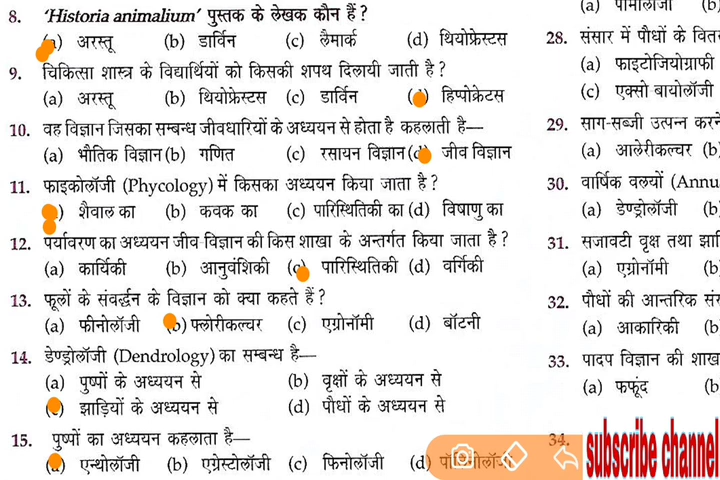 8. ‘Historia animalium’ पुस्तक के लेखक कौन हैं ?
(a) अरस्तू (b) डार्विन (c) लैमार्क (d) थियोफ्रेस्टस
9. चिकित्सा शास्त्र के विद्यार्थियों को किसकी शपथ दिलायी जाती है ?
(a) अरस्तू (b) थियोफ्रेस्टस (c) डार्विन (d) हिप्पोक्रेटस
10. वह विज्ञान जिसका सम्बन्ध जीवधारियों के अध्ययन से होता है कहलाती है—
(a) भौतिक विज्ञान (b) गणित (c) रसायन विज्ञान (d) जीव विज्ञान
11. फाइकोलॉजी (Phycology) में किसका अध्ययन किया जाता है ?
(a) शैवाल का (b) कवक का (c) पारिस्थितिकी का (d) विषाणु का
12. पर्यावरण का अध्ययन जीव विज्ञान की किस शाखा के अन्तर्गत किया जाता है ?
(a) कार्यिकी (b) आनुवंशिकी (c) पारिस्थितिकी (d) वर्गिकी
13. फूलों के संवर्द्धन के विज्ञान को क्या कहते हैं ?
(a) फीनोलॉजी (b) फ्लोरीकल्चर (c) एग्रोनॉमी (d) बॉटनी
14. डेण्ड्रोलॉजी (Dendrology) का सम्बन्ध है—
(a) पुष्पों के अध्ययन से (b) वृक्षों के अध्ययन से
(c) झाड़ियों के अध्ययन से (d) पौधों के अध्ययन से
15. पुष्पों का अध्ययन कहलाता है—
(a) एन्थोलॉजी (b) एग्रेस्टोलॉजी (c) फिनोलॉजी (d)
(a) पोमोलॉजी (b)
28. संसार में पौधों के
(a) फाइटोजियोग्राफी
(c) एक्सो बायोलॉजी
29. साग-सब्जी उत्पन्न
(a) आलेरीकल्चर (b)
30. वार्षिक वलयों
(a) डेण्ड्रोलॉजी (b
31. सजावटी वृक्ष तथा
(a) एग्रोनॉमी (b
32. पौधों की आन्तरिक
(a) आकारिकी (b
33. पादप विज्ञान की
(a) फफूंद (b
34.
subscribe channel